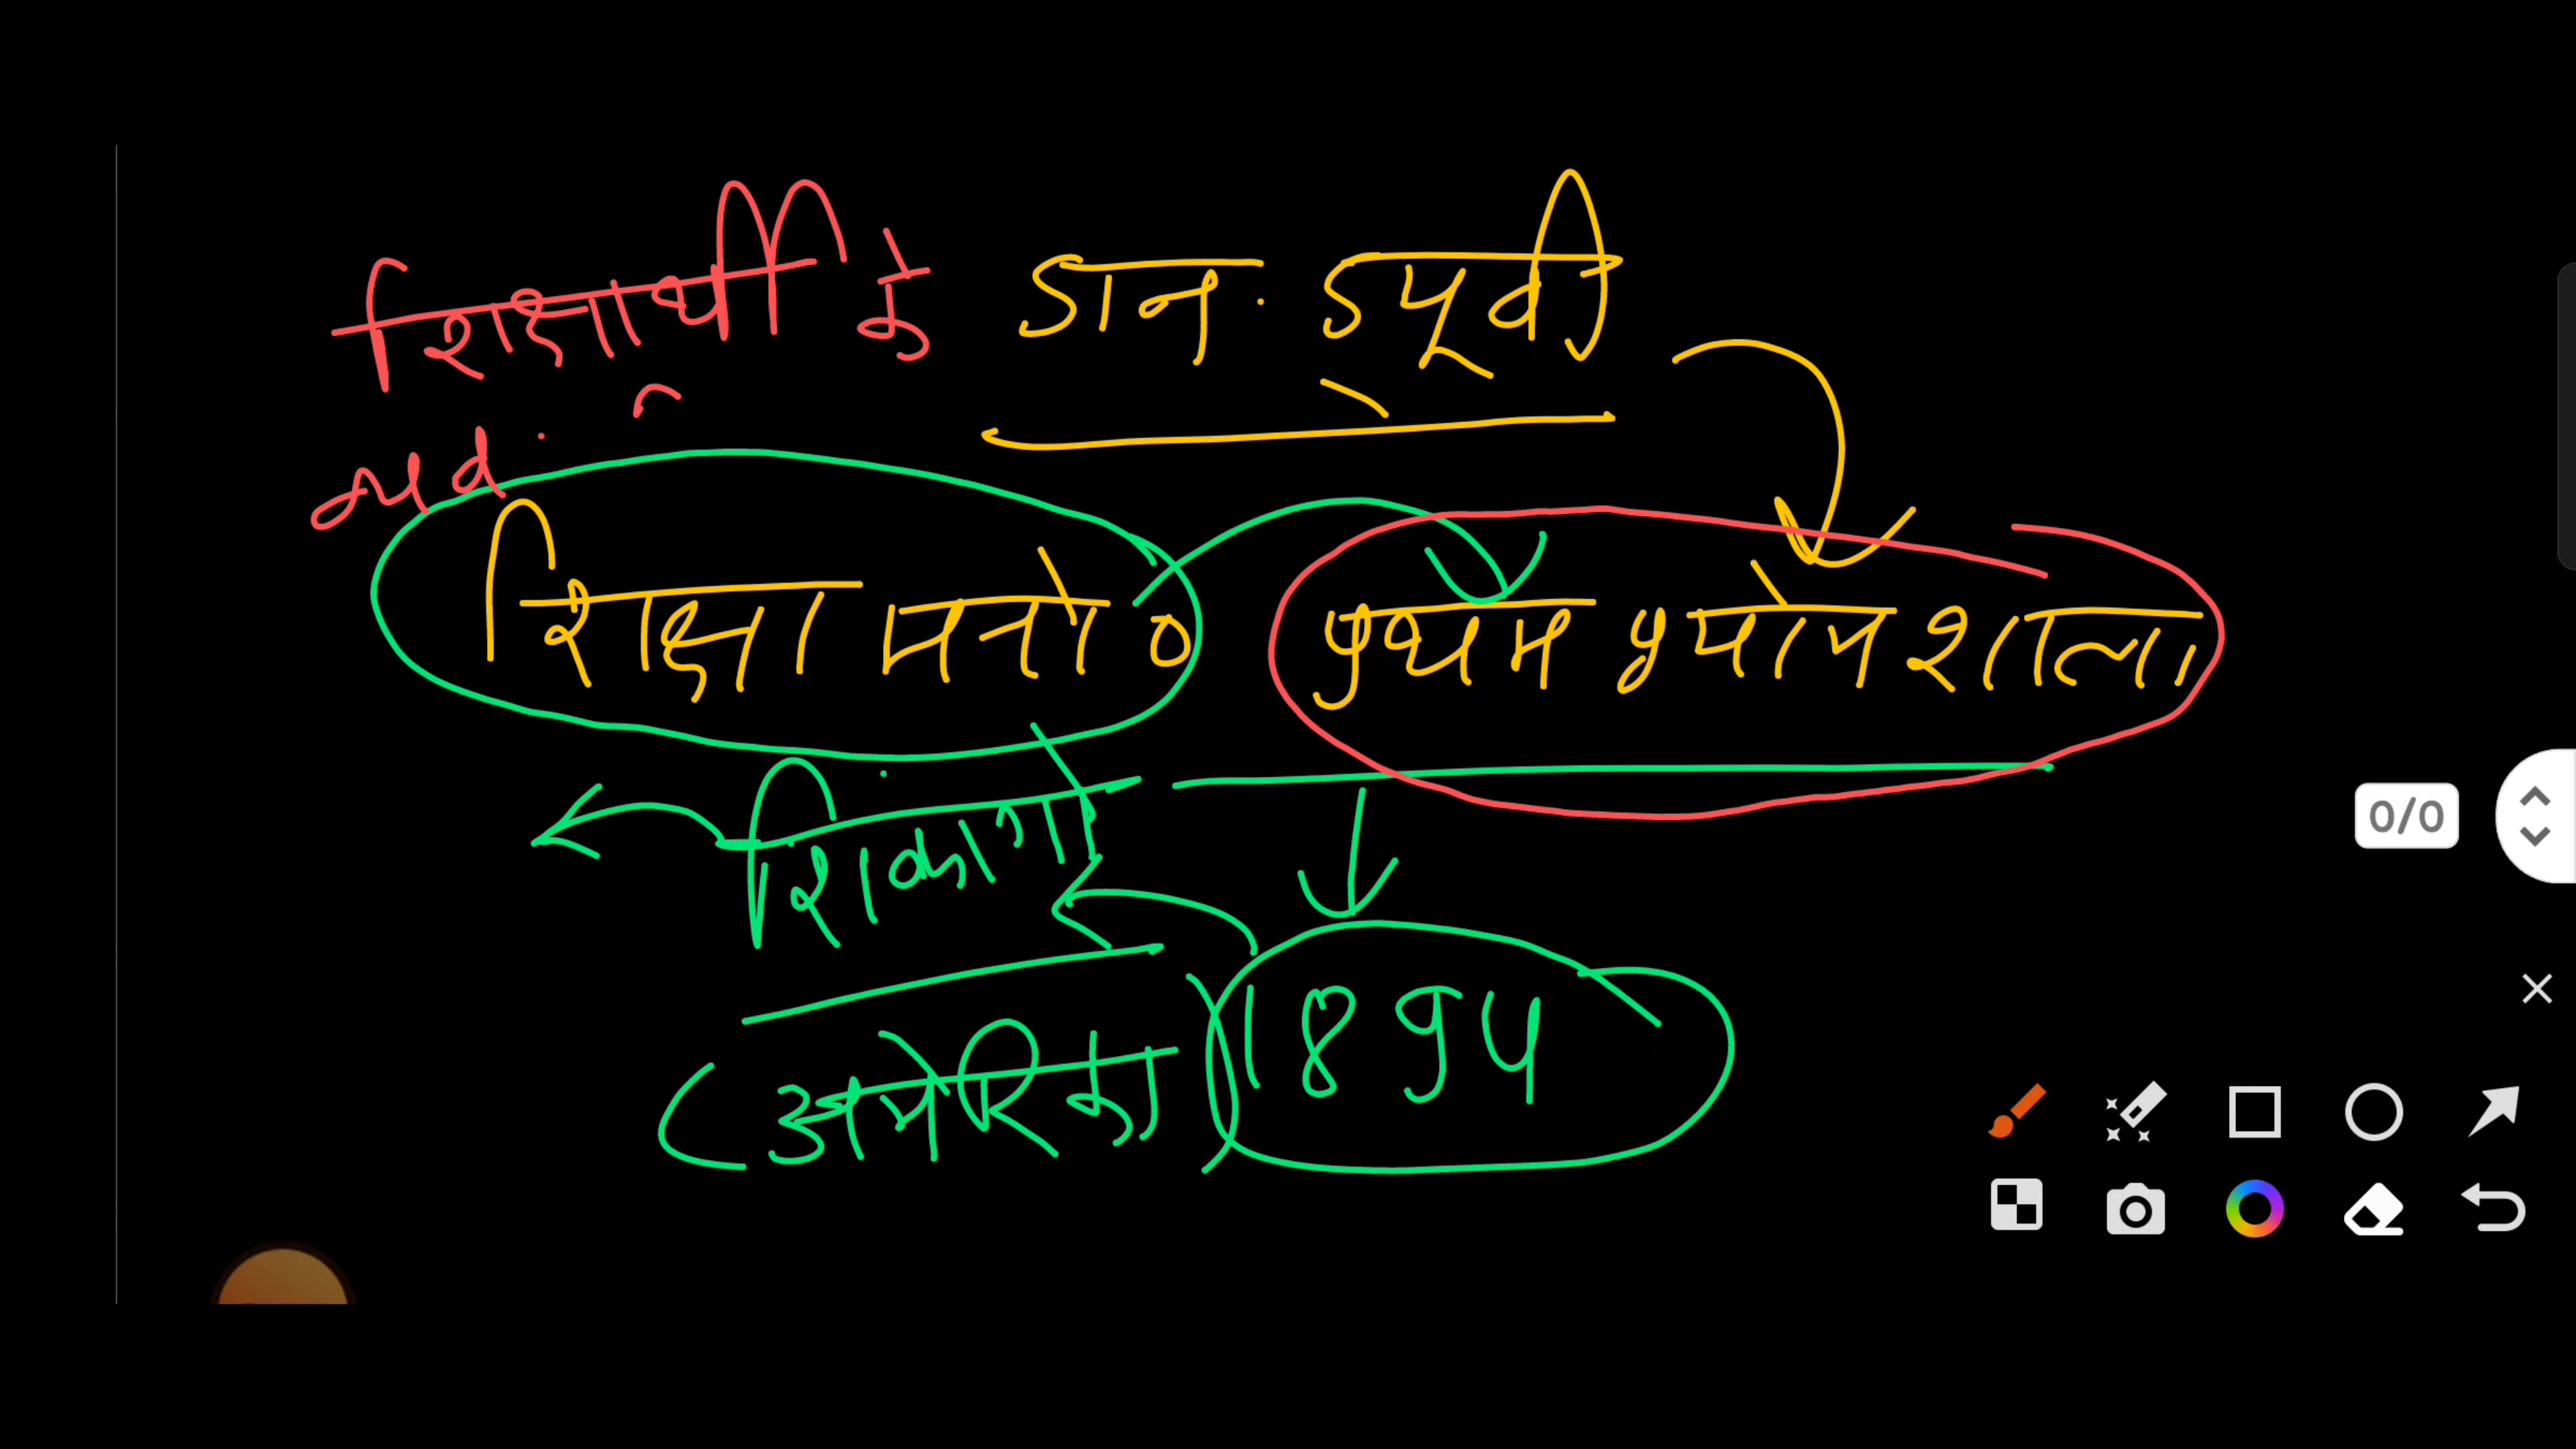 शिक्षार्थी के जान ड्यूवी
शिक्षा मनो० प्रथम प्रयोगशाला
शिकागो
(अमेरिका) 1894
0/0